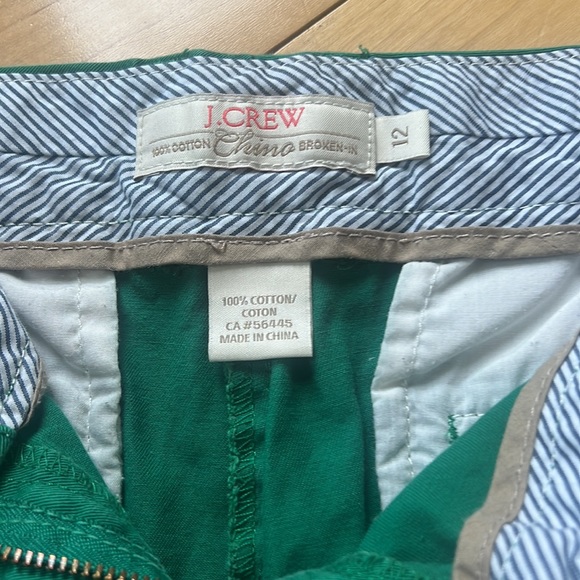 J.CREW
100% COTTON Chino BROKEN-IN
12
100% COTTON/
COTON
CA #56445
MADE IN CHINA